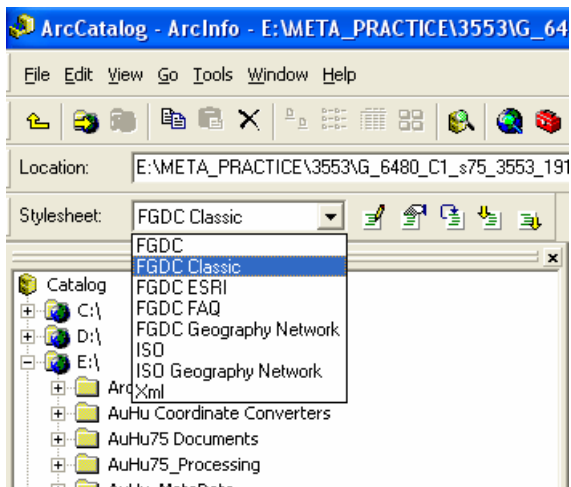 ArcCatalog - ArcInfo - E:\META_PRACTICE\3553\G_64
File Edit View Go Tools Window Help
Location: E:\META_PRACTICE\3553\G_6480_C1_s75_3553_191
Stylesheet: FGDC Classic
FGDC
FGDC Classic
FGDC ESRI
FGDC FAQ
FGDC Geography Network
ISO
ISO Geography Network
Xml
Catalog
C:\
D:\
E:\
Arc
AuHu Coordinate Converters
AuHu75 Documents
AuHu75_Processing